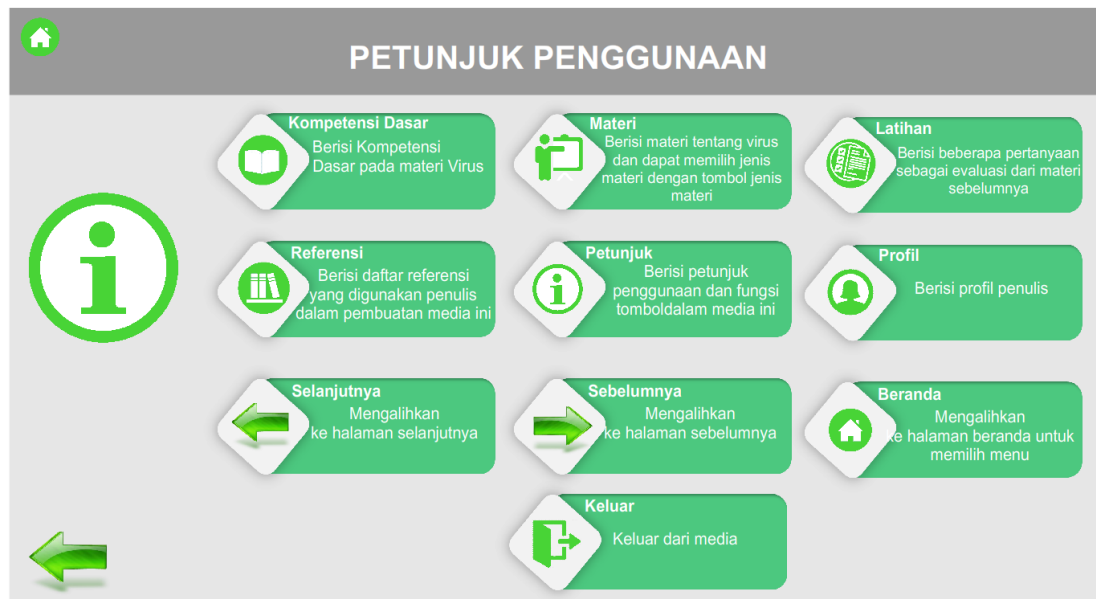 PETUNJUK PENGGUNAAN
Kompetensi Dasar
Berisi Kompetensi
Dasar pada materi Virus
Materi
Berisi materi tentang virus
dan dapat memilih jenis
materi dengan tombol jenis
materi
Latihan
Berisi beberapa pertanyaan
sebagai evaluasi dari materi
sebelumnya
Referensi
Berisi daftar referensi
yang digunakan penulis
dalam pembuatan media ini
Petunjuk
Berisi petunjuk
penggunaan dan fungsi
tomboldalam media ini
Profil
Berisi profil penulis
Selanjutnya
Mengalihkan
ke halaman selanjutnya
Sebelumnya
Mengalihkan
ke halaman sebelumnya
Beranda
Mengalihkan
ke halaman beranda untuk
memilih menu
Keluar
Keluar dari media